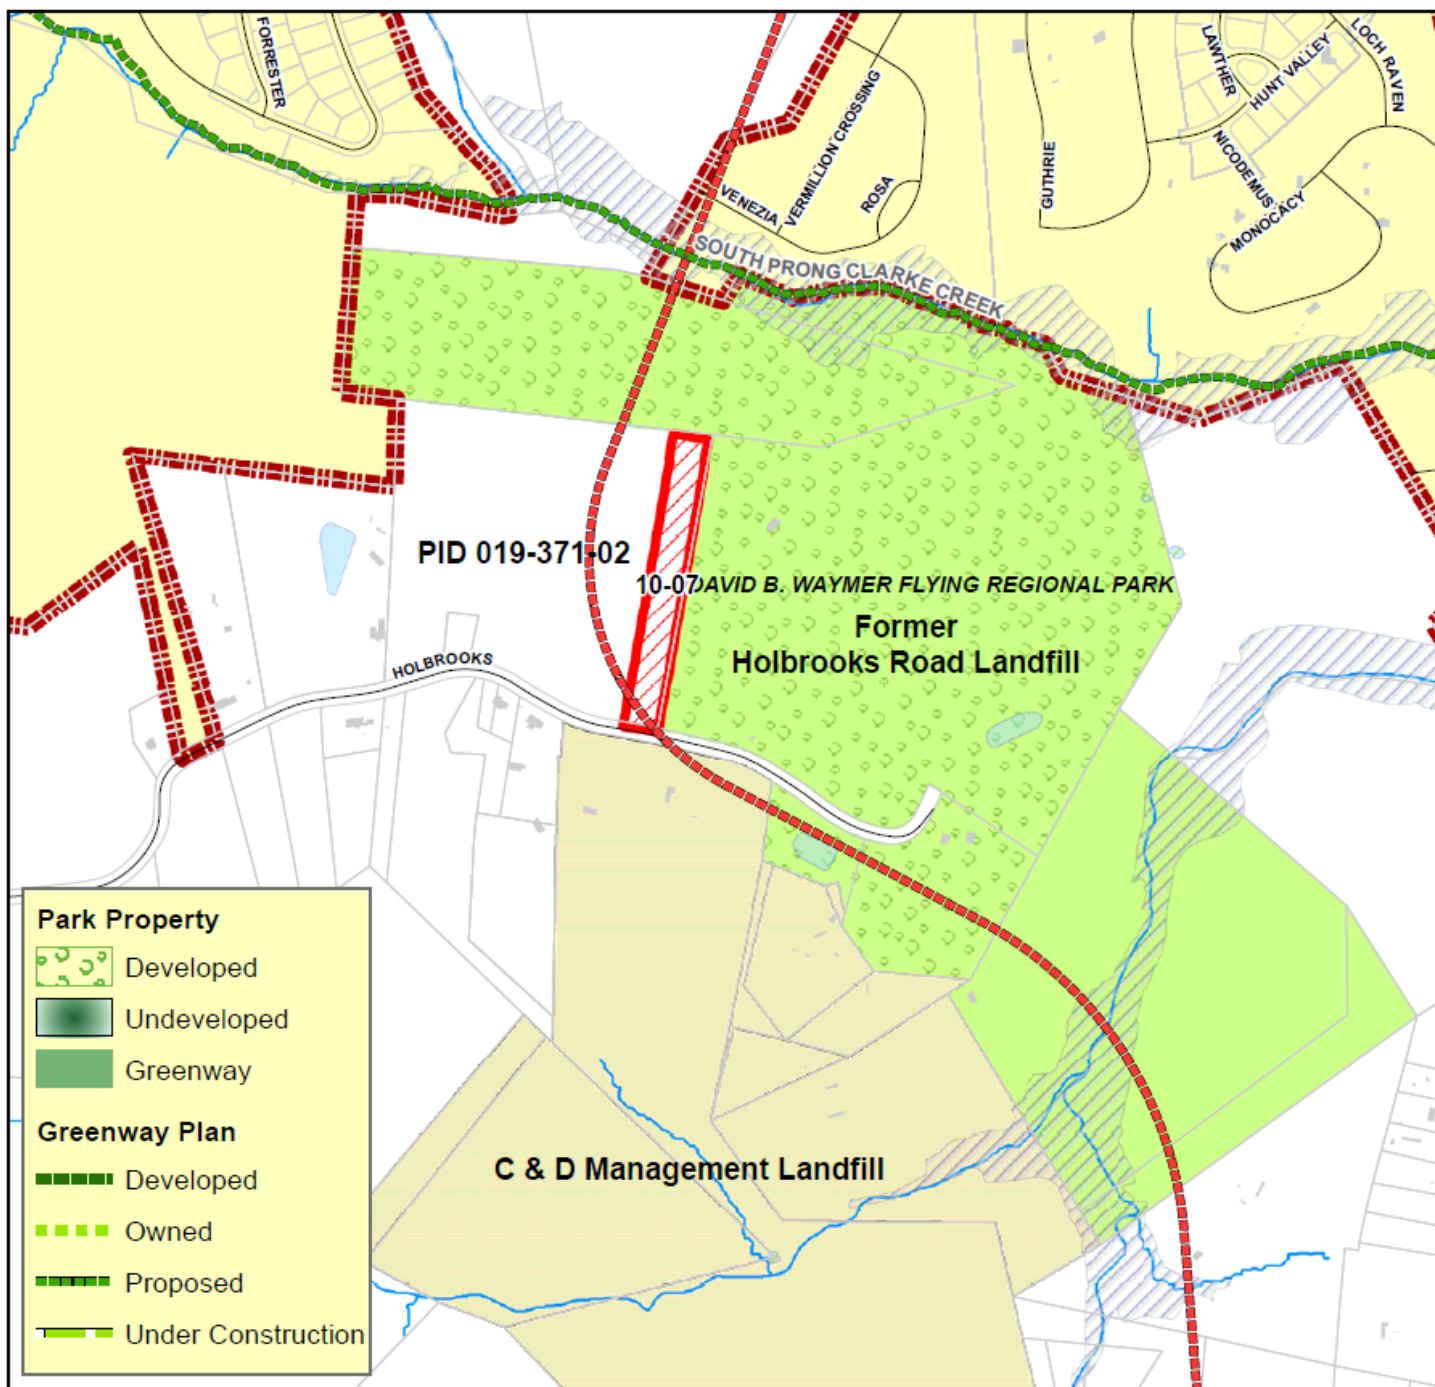 FORRESTER
VENEZIA
VERMILLION CROSSING
ROSA
GUTHRIE
LAWTHER
HUNT VALLEY
LOCH RAVEN
NICODEMUS
MONOCACY
SOUTH PRONG CLARKE CREEK
PID 019-371-02
10-07
DAVID B. WAYMER FLYING REGIONAL PARK
Former
Holbrooks Road Landfill
HOLBROOKS
C & D Management Landfill
Park Property
Developed
Undeveloped
Greenway
Greenway Plan
Developed
Owned
Proposed
Under Construction